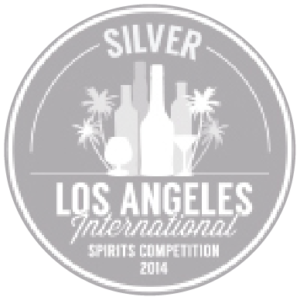 SILVER
LOS ANGELES
International
SPIRITS COMPETITION
2014